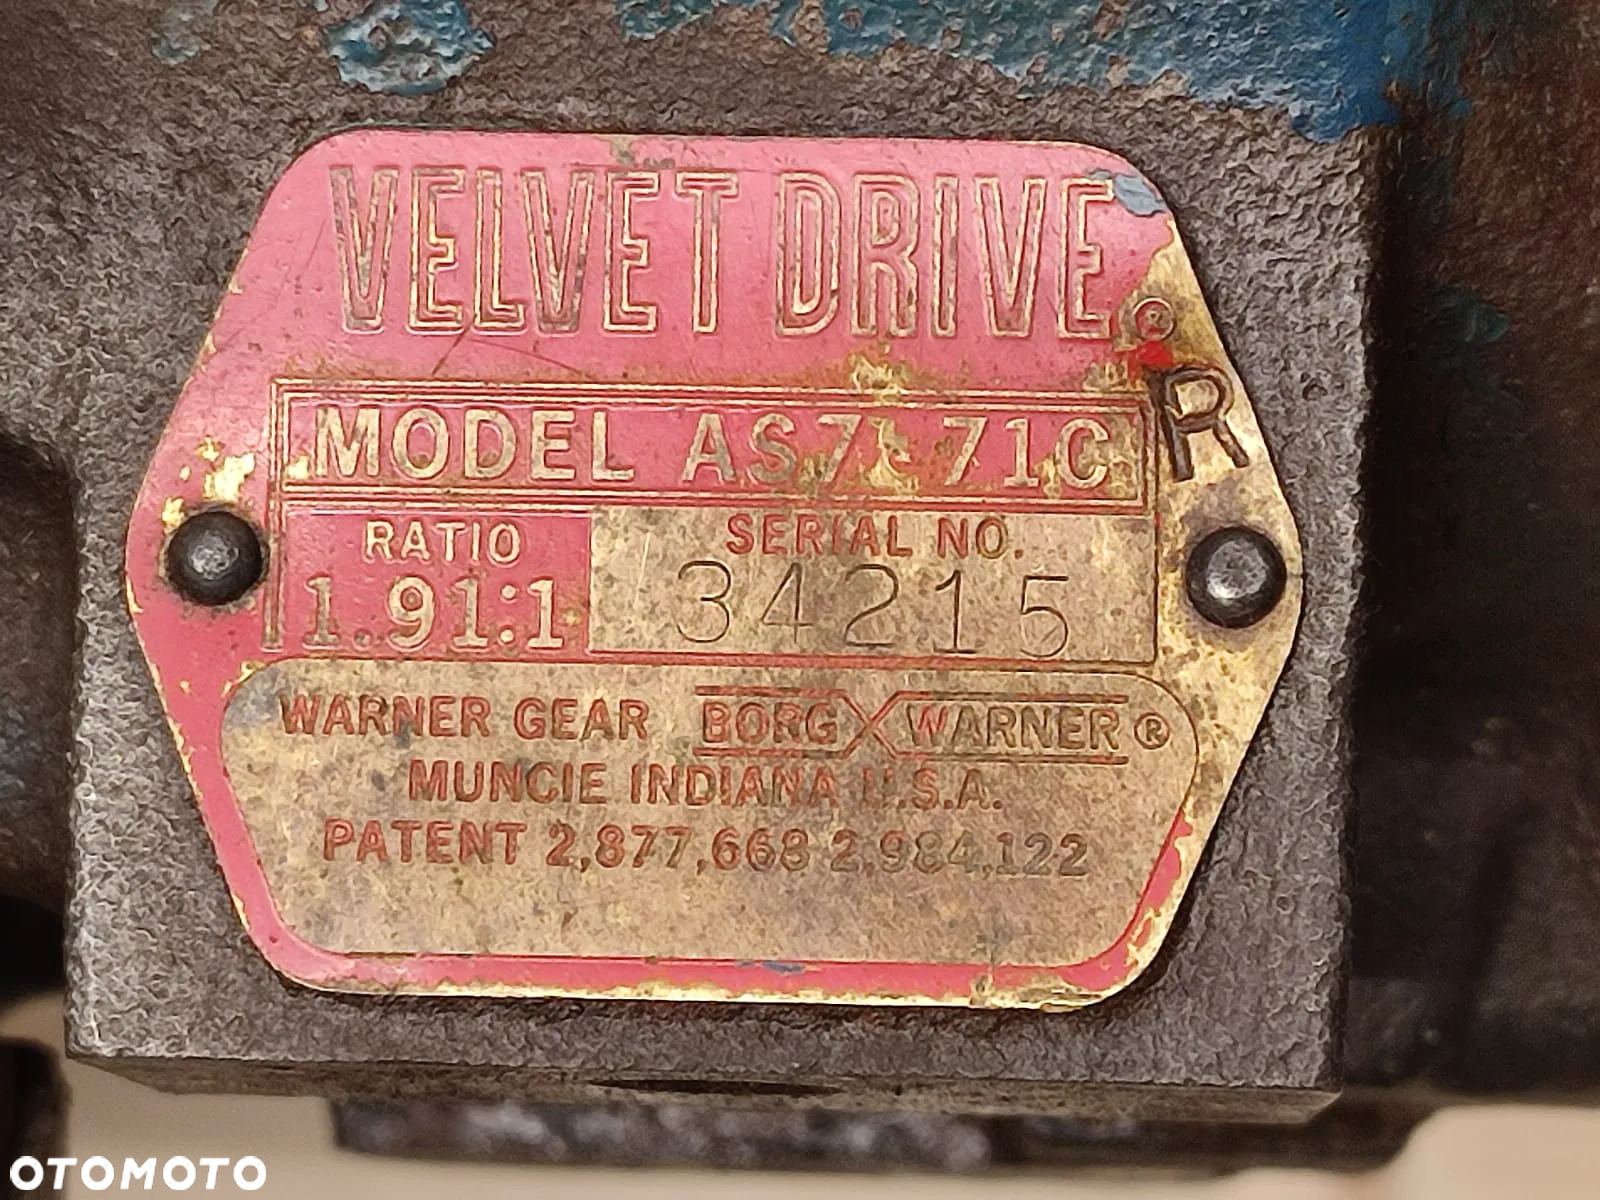 VELVET DRIVE®
MODEL AS7-71C R
RATIO
1.91:1
SERIAL NO.
34215
WARNER GEAR BORG WARNER®
MUNCIE INDIANA U.S.A.
PATENT 2,877,668 2,984,122
OTOMOTO